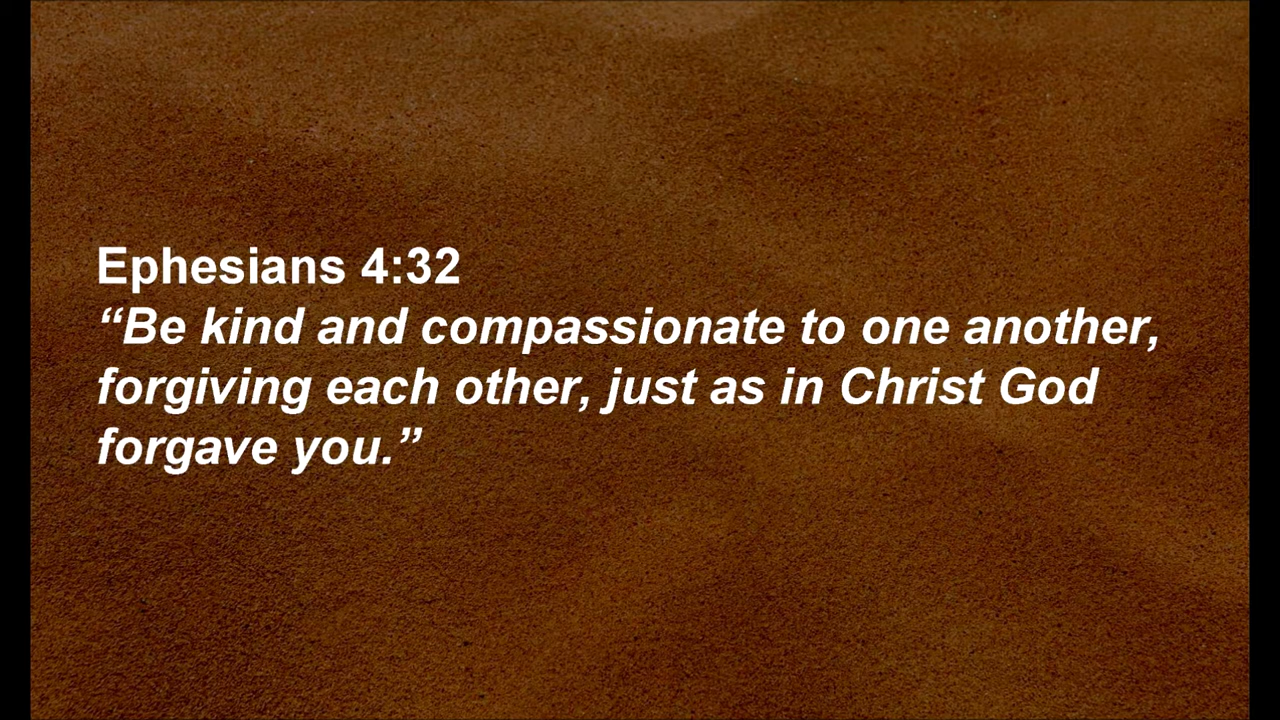 Ephesians 4:32
“Be kind and compassionate to one another,
forgiving each other, just as in Christ God
forgave you.”